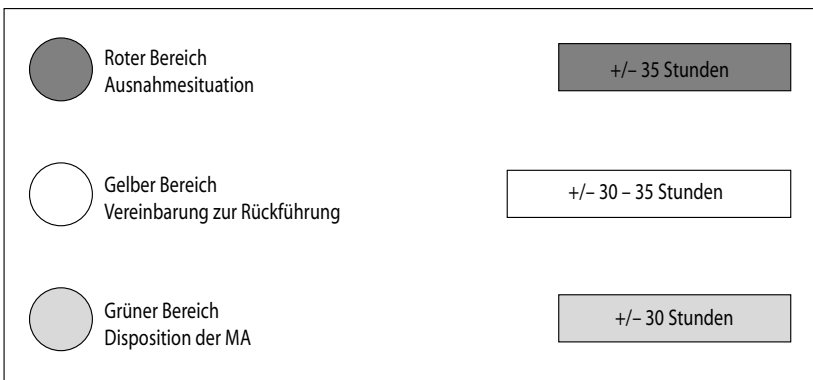 Roter Bereich
Ausnahmesituation
+/– 35 Stunden
Gelber Bereich
Vereinbarung zur Rückführung
+/– 30 – 35 Stunden
Grüner Bereich
Disposition der MA
+/– 30 Stunden